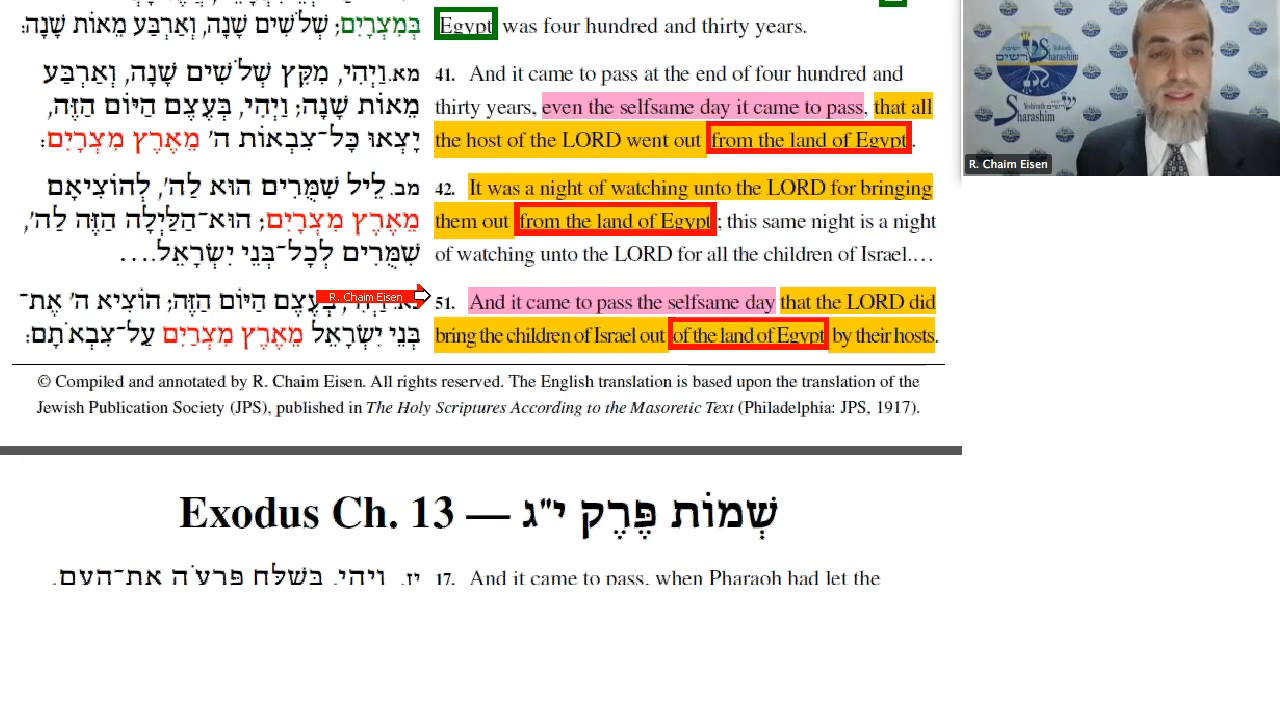 בְּמִצְרָיִם; שְׁלֹשִׁים שָׁנָה, וְאַרְבַּע מֵאוֹת שָׁנָה:
Egypt was four hundred and thirty years.
מא. וַיְהִי, מִקֵּץ שְׁלֹשִׁים שָׁנָה, וְאַרְבַּע
מֵאוֹת שָׁנָה; וַיְהִי, בְּעֶצֶם הַיּוֹם הַזֶּה,
יָצְאוּ כָּל־צִבְאוֹת ה' מֵאֶרֶץ מִצְרָיִם:
41. And it came to pass at the end of four hundred and
thirty years, even the selfsame day it came to pass, that all
the host of the LORD went out from the land of Egypt.
מב. לֵיל שִׁמֻּרִים הוּא לַה', לְהוֹצִיאָם
מֵאֶרֶץ מִצְרָיִם; הוּא־הַלַּיְלָה הַזֶּה לַה',
שִׁמֻּרִים לְכָל־בְּנֵי יִשְׂרָאֵל....
42. It was a night of watching unto the LORD for bringing
them out from the land of Egypt; this same night is a night
of watching unto the LORD for all the children of Israel....
בְּעֶצֶם הַיּוֹם הַזֶּה; הוֹצִיא ה' אֶת־
בְּנֵי יִשְׂרָאֵל מֵאֶרֶץ מִצְרַיִם עַל־צִבְאֹתָם:
R. Chaim Eisen
51. And it came to pass the selfsame day that the LORD did
bring the children of Israel out of the land of Egypt by their hosts.
© Compiled and annotated by R. Chaim Eisen. All rights reserved. The English translation is based upon the translation of the
Jewish Publication Society (JPS), published in The Holy Scriptures According to the Masoretic Text (Philadelphia: JPS, 1917).
Exodus Ch. 13 — שְׁמוֹת פֶּרֶק י"ג
יז. ויהי, בשלח פרעה את־העם,
17. And it came to pass, when Pharaoh had let the
Yeshivath
Sharashim
Yeshivath
Sharashim
R. Chaim Eisen